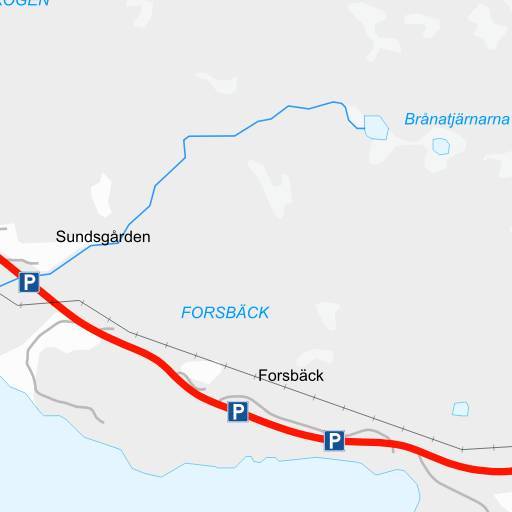 Brånatjärnarna
Sundsgården
P
FORSBÄCK
Forsbäck
P
P